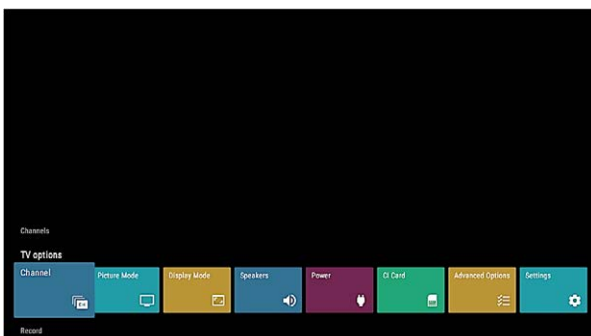 Channels
TV options
Channel
Picture Mode
Display Mode
Speakers
Power
CI Card
Advanced Options
Settings
Record